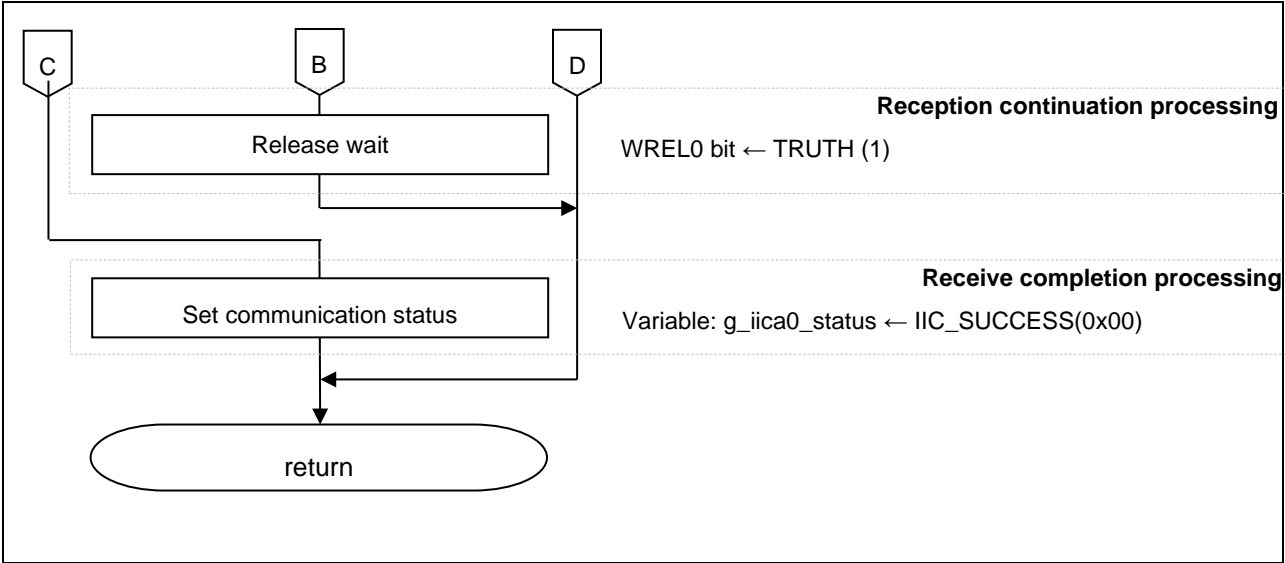 C
B
D
Reception continuation processing
Release wait
WREL0 bit ← TRUTH (1)
Receive completion processing
Set communication status
Variable: g_iica0_status ← IIC_SUCCESS(0x00)
return